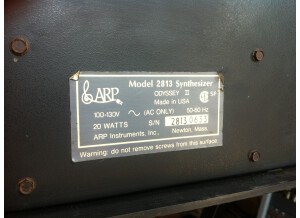 ARP Model 2813 Synthesizer
ODYSSEY II
Made in USA
100-130V ~ (AC ONLY) 50-60 Hz
20 WATTS S/N
ARP Instruments, Inc. Newton, Mass.
Warning: do not remove screws from this surface.